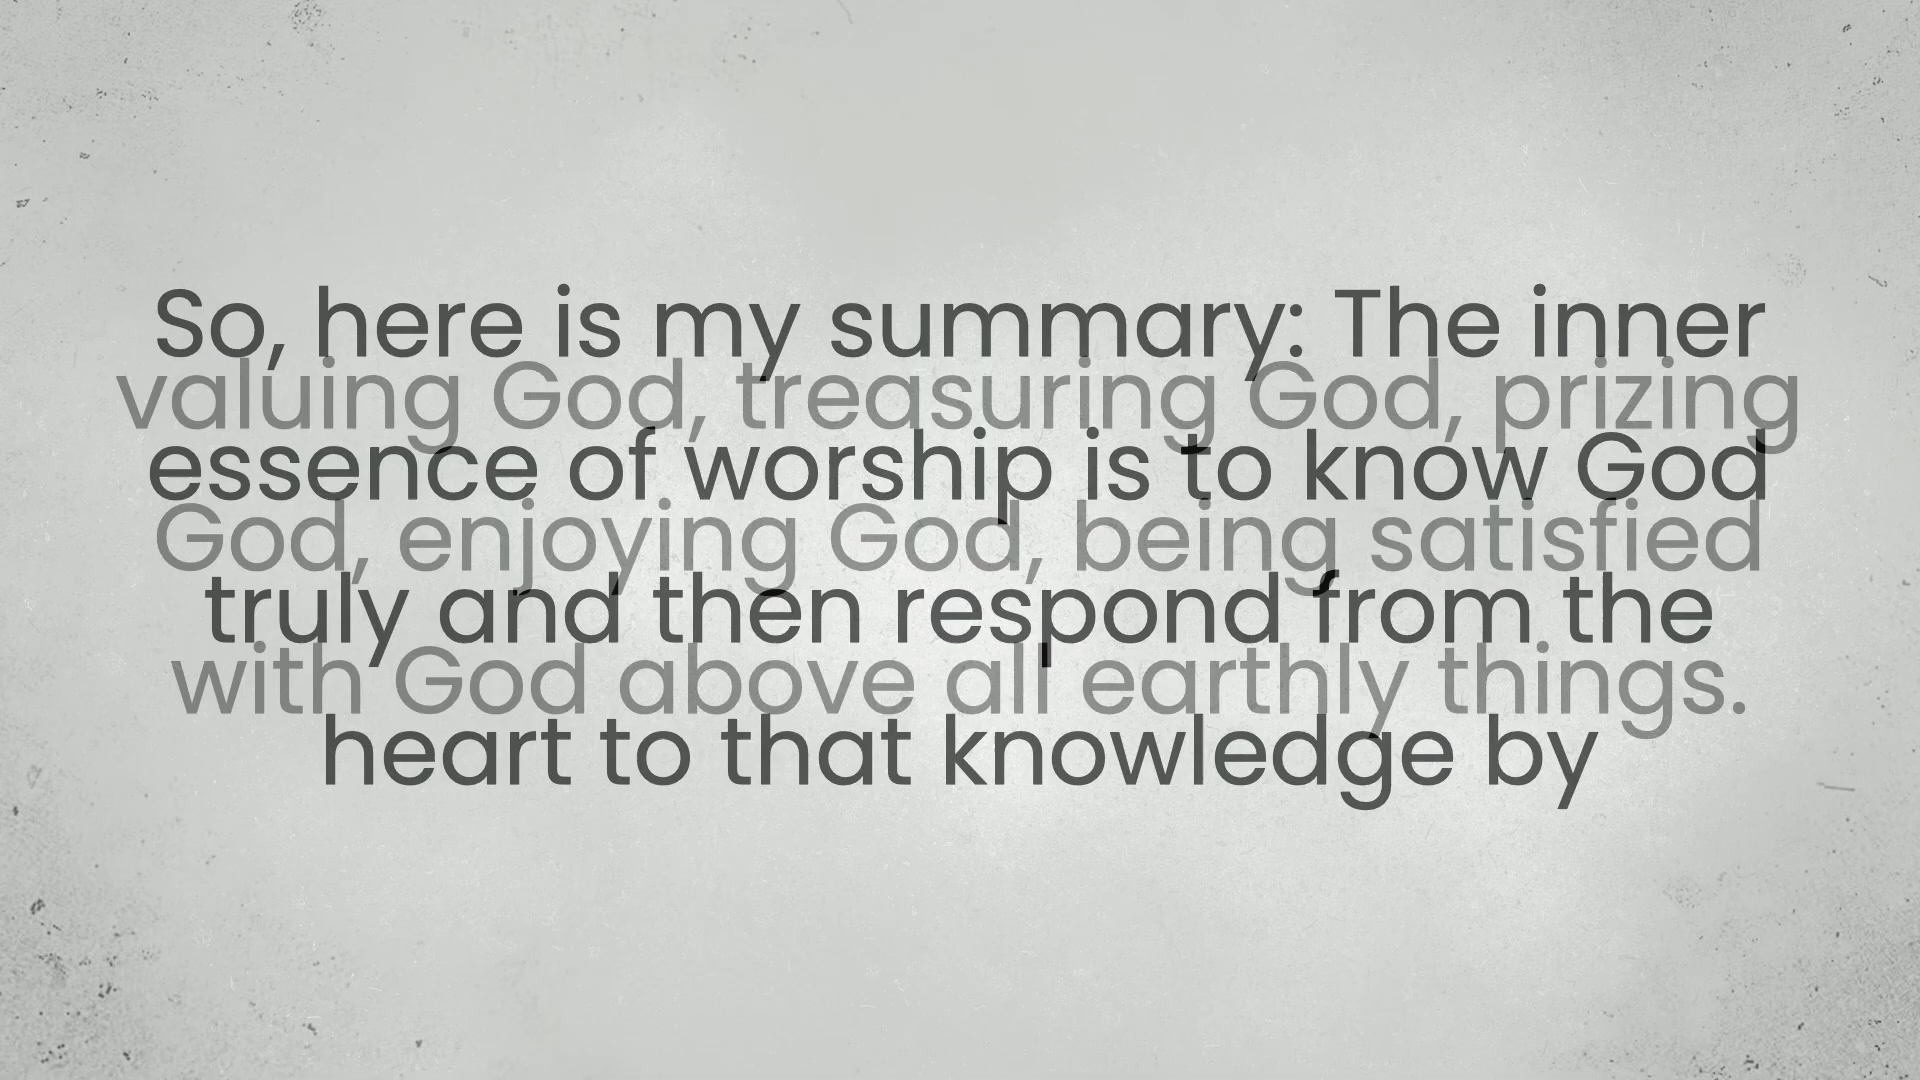 So, here is my summary: The inner
essence of worship is to know God
truly and then respond from the
heart to that knowledge by
valuing God, treasuring God, prizing
God, enjoying God, being satisfied
with God above all earthly things.